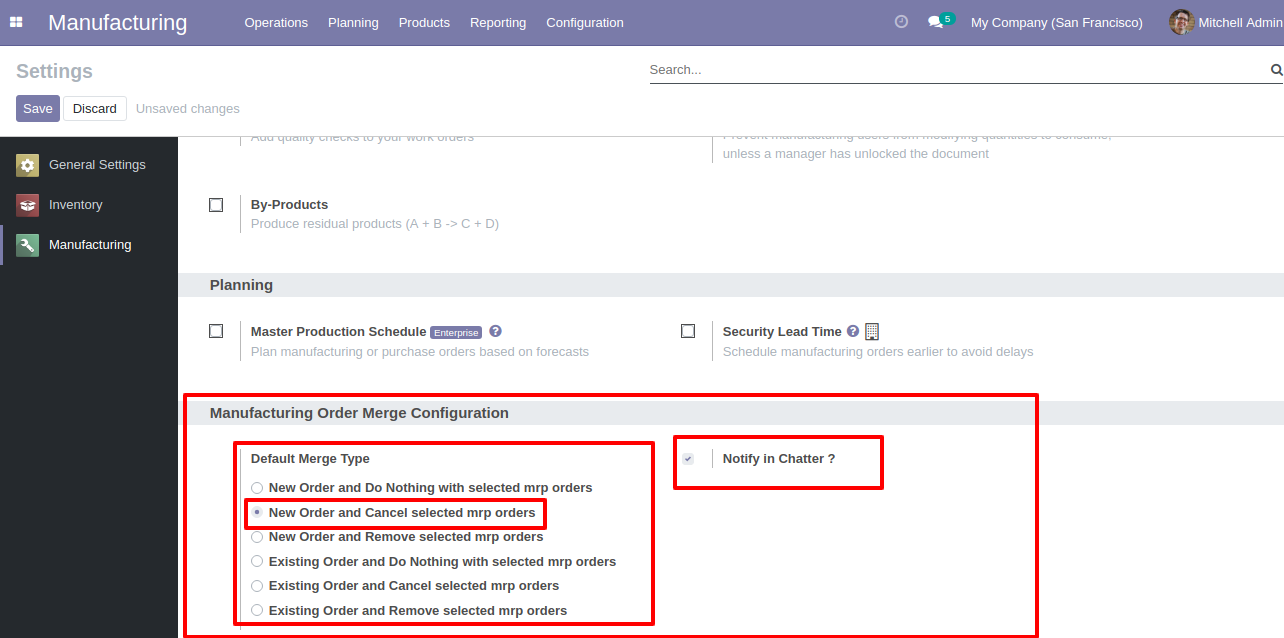 Manufacturing Operations Planning Products Reporting Configuration 5 My Company (San Francisco) Mitchell Admin
Settings
Search...
Save Discard Unsaved changes
General Settings
Inventory
Manufacturing
Add quality checks to your work orders
Prevent manufacturing users from modifying quantities to consume,
unless a manager has unlocked the document
By-Products
Produce residual products (A + B -> C + D)
Planning
Master Production Schedule Enterprise ?
Plan manufacturing or purchase orders based on forecasts
Security Lead Time ?
Schedule manufacturing orders earlier to avoid delays
Manufacturing Order Merge Configuration
Default Merge Type
New Order and Do Nothing with selected mrp orders
New Order and Cancel selected mrp orders
New Order and Remove selected mrp orders
Existing Order and Do Nothing with selected mrp orders
Existing Order and Cancel selected mrp orders
Existing Order and Remove selected mrp orders
Notify in Chatter ?